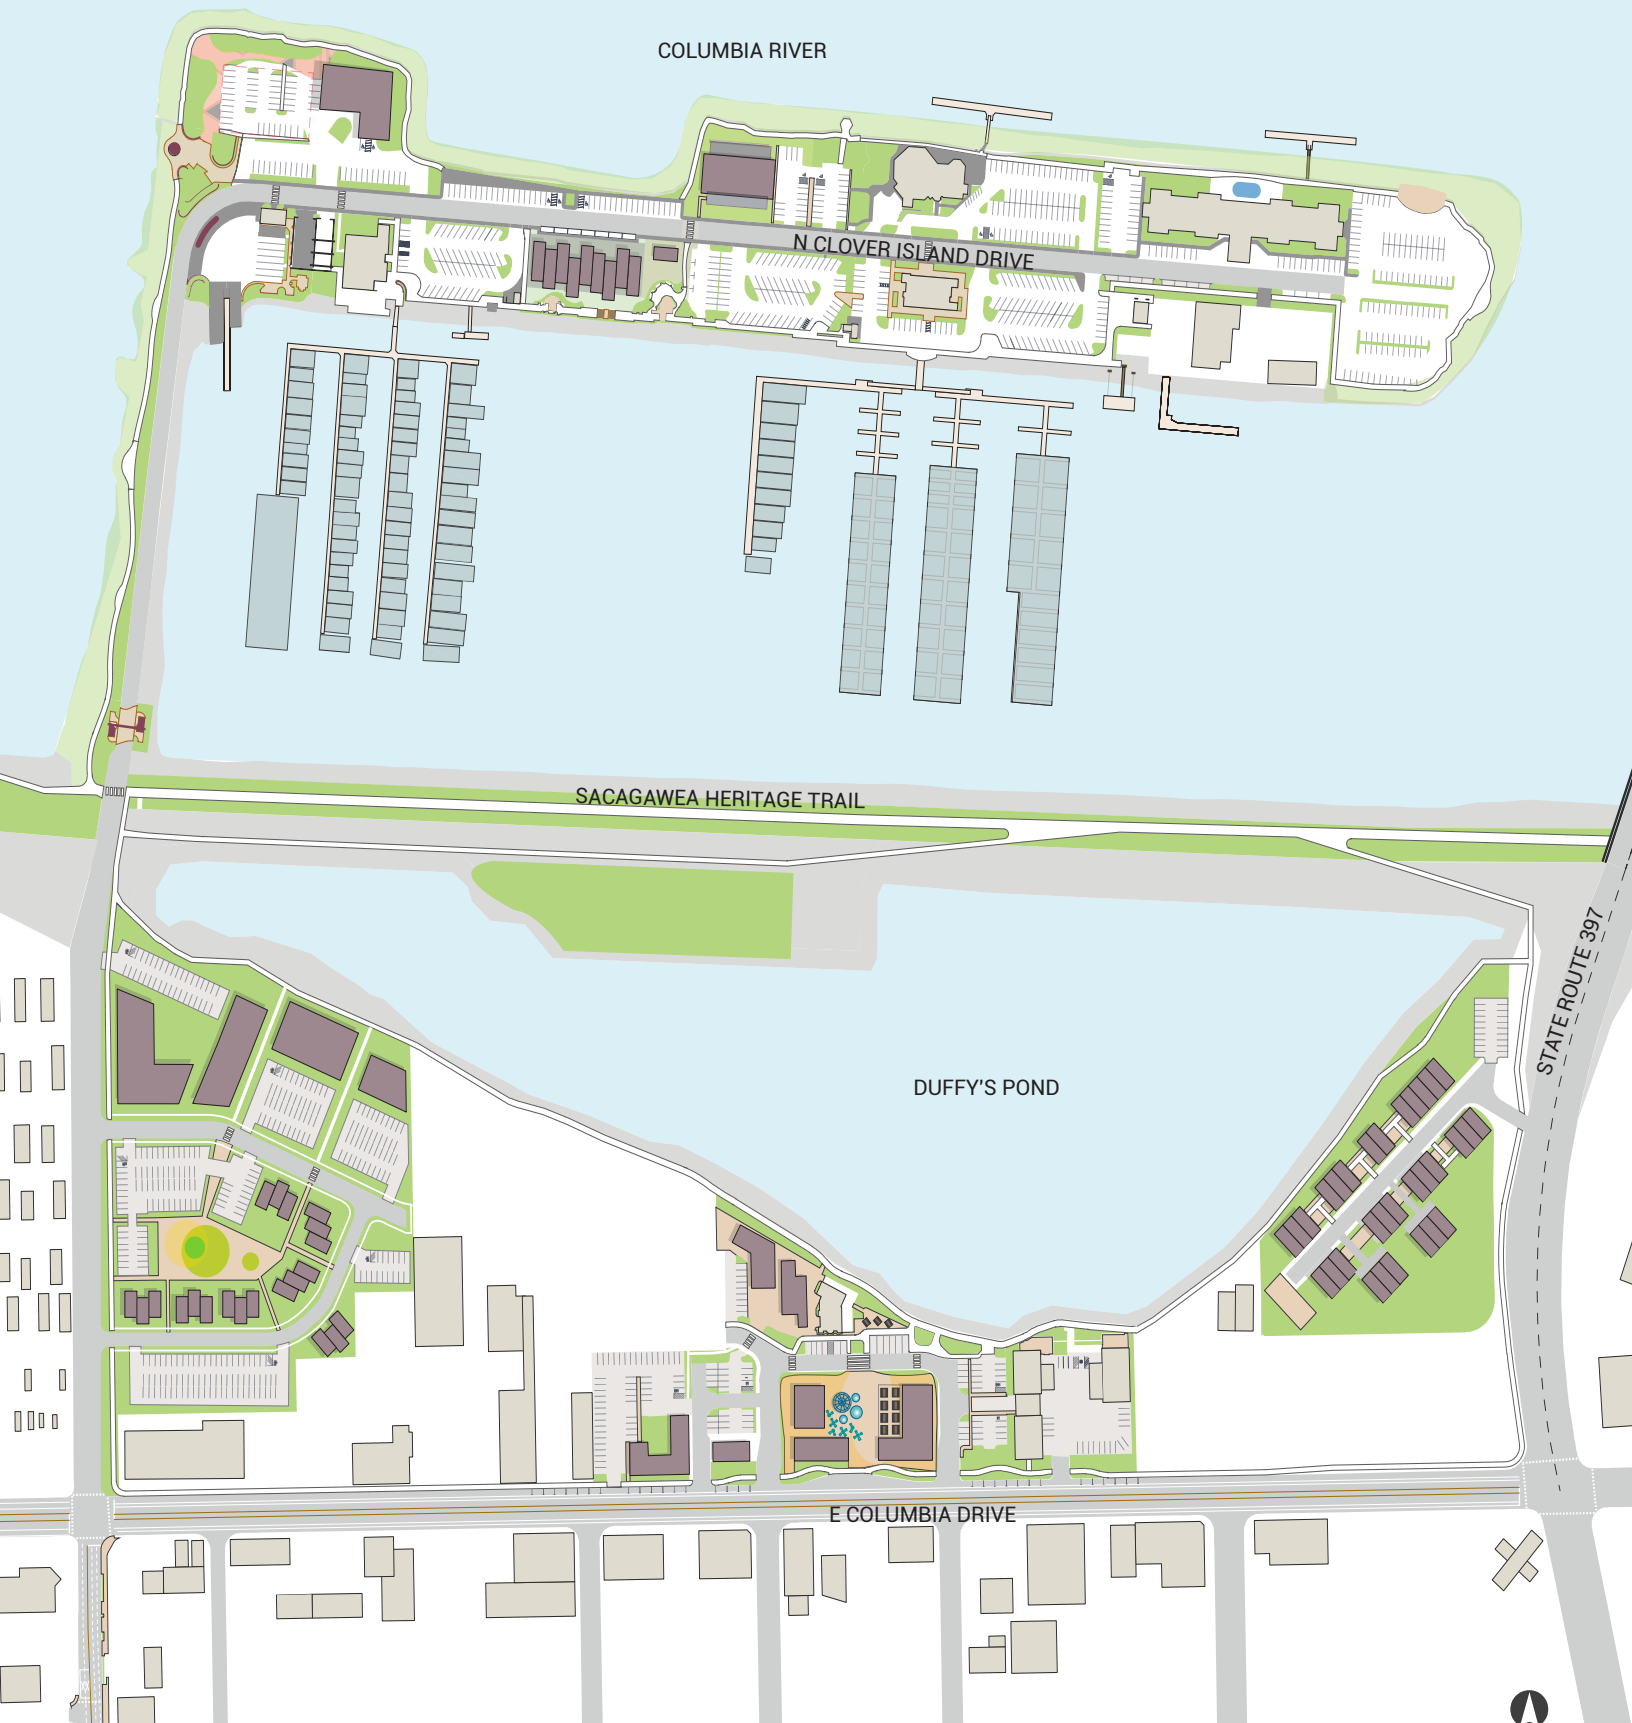 COLUMBIA RIVER
N CLOVER ISLAND DRIVE
SACAGAWEA HERITAGE TRAIL
STATE ROUTE 397
DUFFY'S POND
E COLUMBIA DRIVE